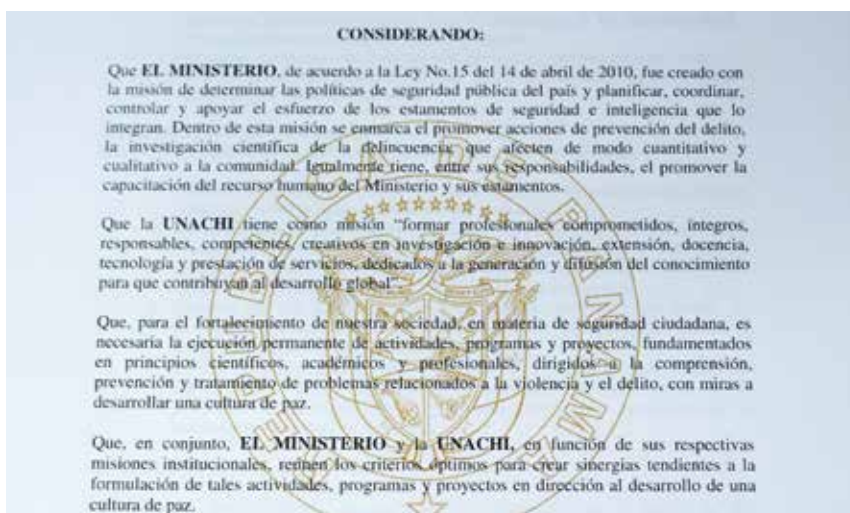 CONSIDERANDO:
Que EL MINISTERIO, de acuerdo a la Ley No.15 del 14 de abril de 2010, fue creado con
la misión de determinar las políticas de seguridad pública del país y planificar, coordinar,
controlar y apoyar el esfuerzo de los estamentos de seguridad e inteligencia que lo
integran. Dentro de esta misión se enmarca el promover acciones de prevención del delito,
la investigación científica de la delincuencia, que afecten de modo cuantitativo y
cualitativo a la comunidad. Igualmente tiene, entre sus responsabilidades, el promover la
capacitación del recurso humano del Ministerio y sus estamentos.
Que la UNACHI tiene como misión “formar profesionales comprometidos, íntegros,
responsables, competentes, creativos en investigación e innovación, extensión, docencia,
tecnología y prestación de servicios, dedicados a la generación y difusión del conocimiento
para que contribuyan al desarrollo global”.
Que, para el fortalecimiento de nuestra sociedad, en materia de seguridad ciudadana, es
necesaria la ejecución permanente de actividades, programas y proyectos, fundamentados
en principios científicos, académicos y profesionales, dirigidos a la comprensión,
prevención y tratamiento de problemas relacionados a la violencia y el delito, con miras a
desarrollar una cultura de paz.
Que, en conjunto, EL MINISTERIO y la UNACHI, en función de sus respectivas
misiones institucionales, reúnen los criterios óptimos para crear sinergias tendientes a la
formulación de tales actividades, programas y proyectos en dirección al desarrollo de una
cultura de paz.
REPÚBLICA DE PANAMÁ